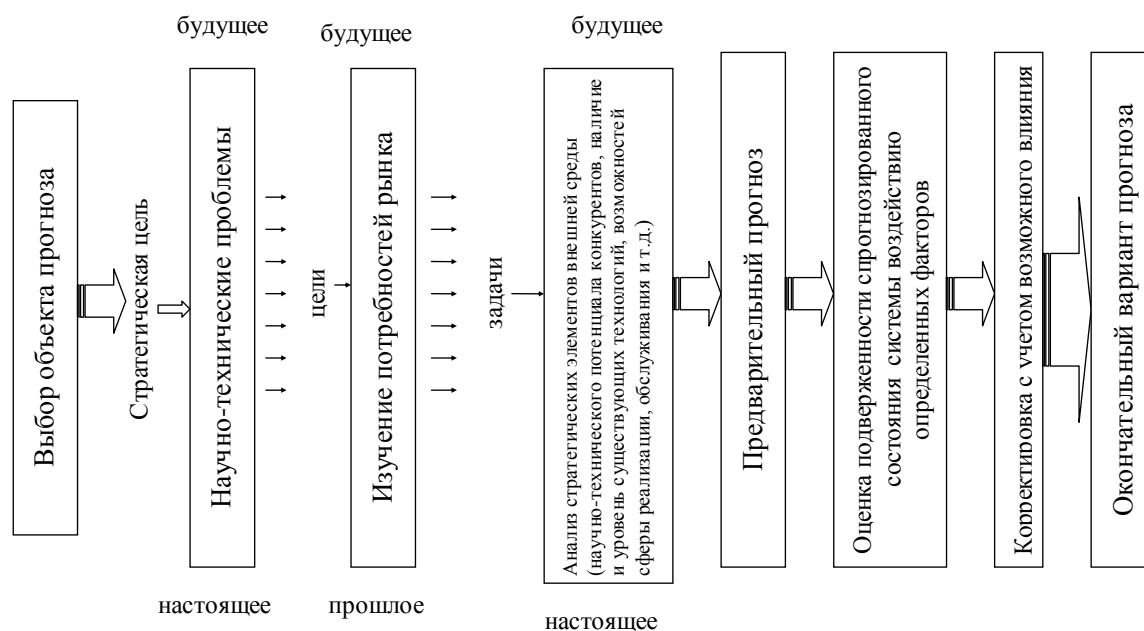 Выбор объекта прогноза
Стратегическая цель
будущее
Научно-технические проблемы
настоящее
цели
будущее
Изучение потребностей рынка
прошлое
задачи
будущее
Анализ стратегических элементов внешней среды
(научно-технического потенциала конкурентов, наличие
и уровень существующих технологий, возможностей
сферы реализации, обслуживания и т.д.)
настоящее
Предварительный прогноз
Оценка подверженности спрогнозированного
состояния системы воздействию
определенных факторов
Корректировка с учетом возможного влияния
Окончательный вариант прогноза